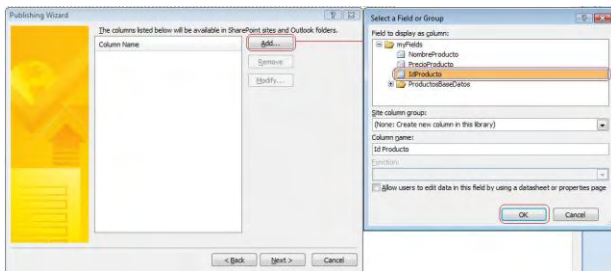 Publishing Wizard
The columns listed below will be available in SharePoint sites and Outlook folders.
Column Name
Add...
Remove
Modify...
< Back
Next >
Cancel
Select a Field or Group
Field to display as column:
myFields
NombreProducto
PrecioProducto
IdProducto
ProductosBaseDatos
Site column group:
(None: Create new column in this library)
Column name:
Id Producto
Function:
Allow users to edit data in this field by using a datasheet or properties page
OK
Cancel